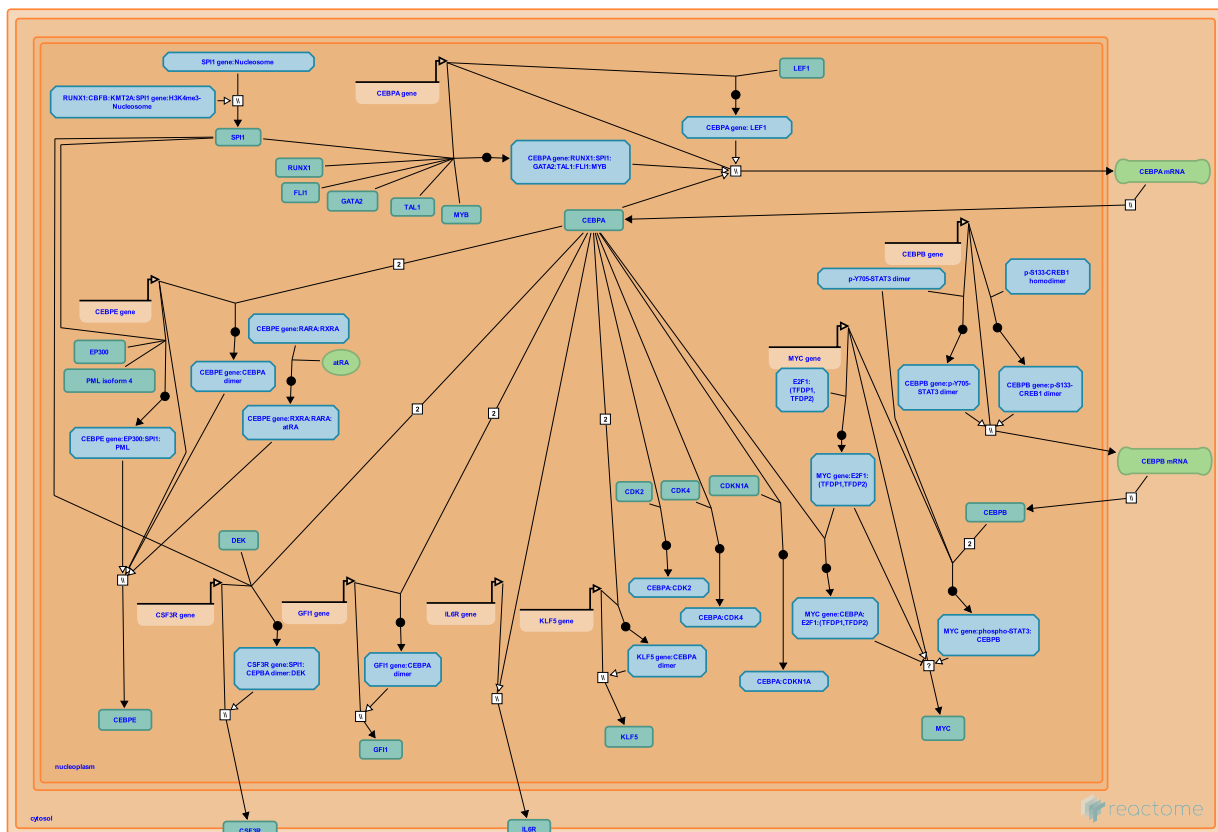 SPI1 gene:Nucleosome
RUNX1:CBFB:KMT2A:SPI1 gene:H3K4me3-
Nucleosome
\\
SPI1
CEBPA gene
LEF1
CEBPA gene: LEF1
RUNX1
FLI1
GATA2
TAL1
MYB
CEBPA gene:RUNX1:SPI1:
GATA2:TAL1:FLI1:MYB
\\
CEBPA mRNA
\\
CEBPA
2
CEBPB gene
p-Y705-STAT3 dimer
p-S133-CREB1
homodimer
CEBPE gene
CEBPE gene:RARA:RXRA
EP300
PML isoform 4
atRA
CEBPE gene:CEBPA
dimer
CEBPE gene:RXRA:RARA:
atRA
CEBPE gene:EP300:SPI1:
PML
MYC gene
E2F1:
(TFDP1,
TFDP2)
CEBPB gene:p-Y705-
STAT3 dimer
CEBPB gene:p-S133-
CREB1 dimer
\\
2
2
2
CEBPB mRNA
\\
MYC gene:E2F1:
(TFDP1,TFDP2)
CDK2
CDK4
CDKN1A
CEBPB
2
DEK
\\
CSF3R gene
GFI1 gene
IL6R gene
KLF5 gene
CEBPA:CDK2
CEBPA:CDK4
MYC gene:CEBPA:
E2F1:(TFDP1,TFDP2)
MYC gene:phospho-STAT3:
CEBPB
CSF3R gene:SPI1:
CEPBA dimer:DEK
GFI1 gene:CEBPA
dimer
KLF5 gene:CEBPA
dimer
CEBPA:CDKN1A
?
\\
\\
\\
\\
CEBPE
GFI1
KLF5
MYC
nucleoplasm
cytosol
CSF3R
IL6R
reactome